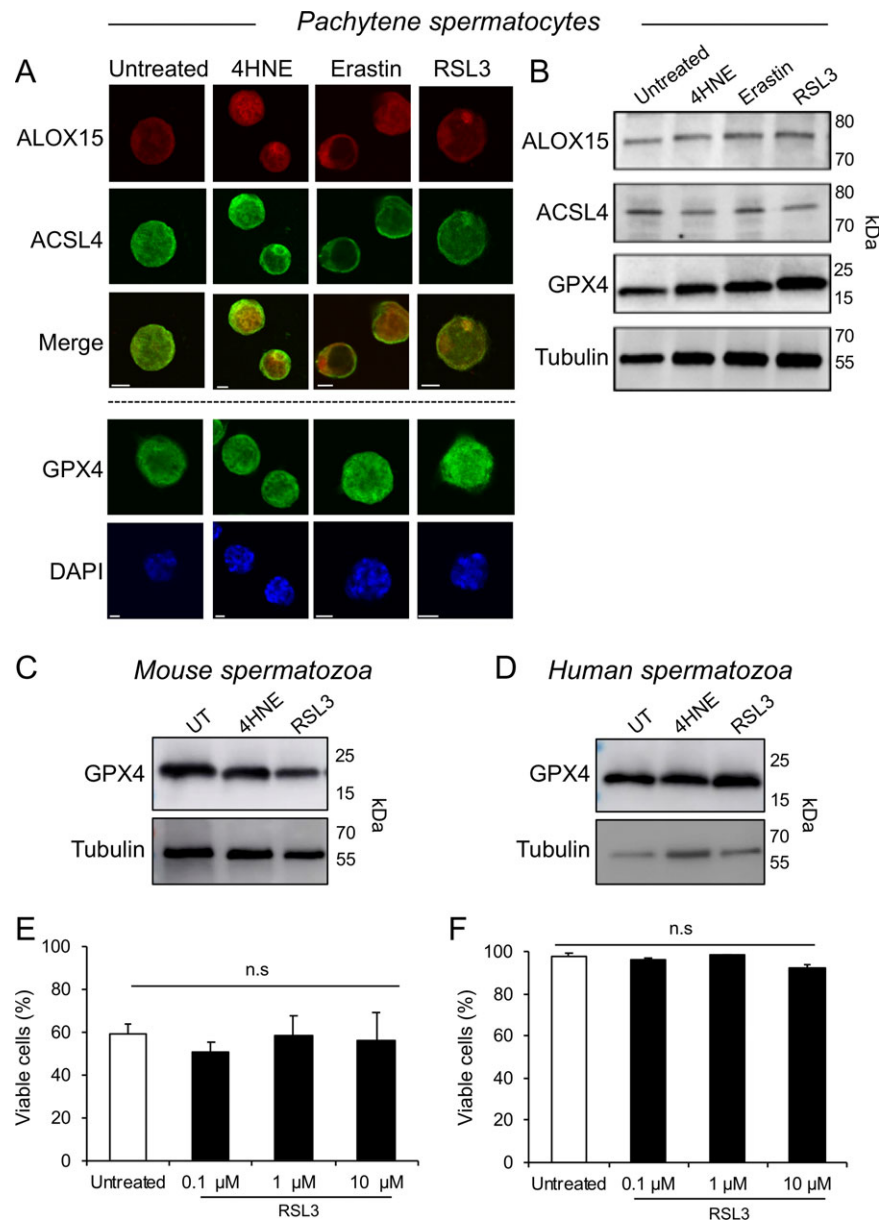 Pachytene spermatocytes
A
Untreated 4HNE Erastin RSL3
ALOX15
ACSL4
Merge
GPX4
DAPI
B
Untreated 4HNE Erastin RSL3
ALOX15 80
70
ACSL4 80
70
GPX4 25
15
Tubulin 70
55
kDa
C Mouse spermatozoa
UT 4HNE RSL3
GPX4 25
15
Tubulin 70
55
kDa
D Human spermatozoa
UT 4HNE RSL3
GPX4 25
15
Tubulin 70
55
kDa
E
n.s
Viable cells (%)
100
80
60
40
20
0
Untreated 0.1 µM 1 µM 10 µM
RSL3
F
n.s
Viable cells (%)
100
80
60
40
20
0
Untreated 0.1 µM 1 µM 10 µM
RSL3